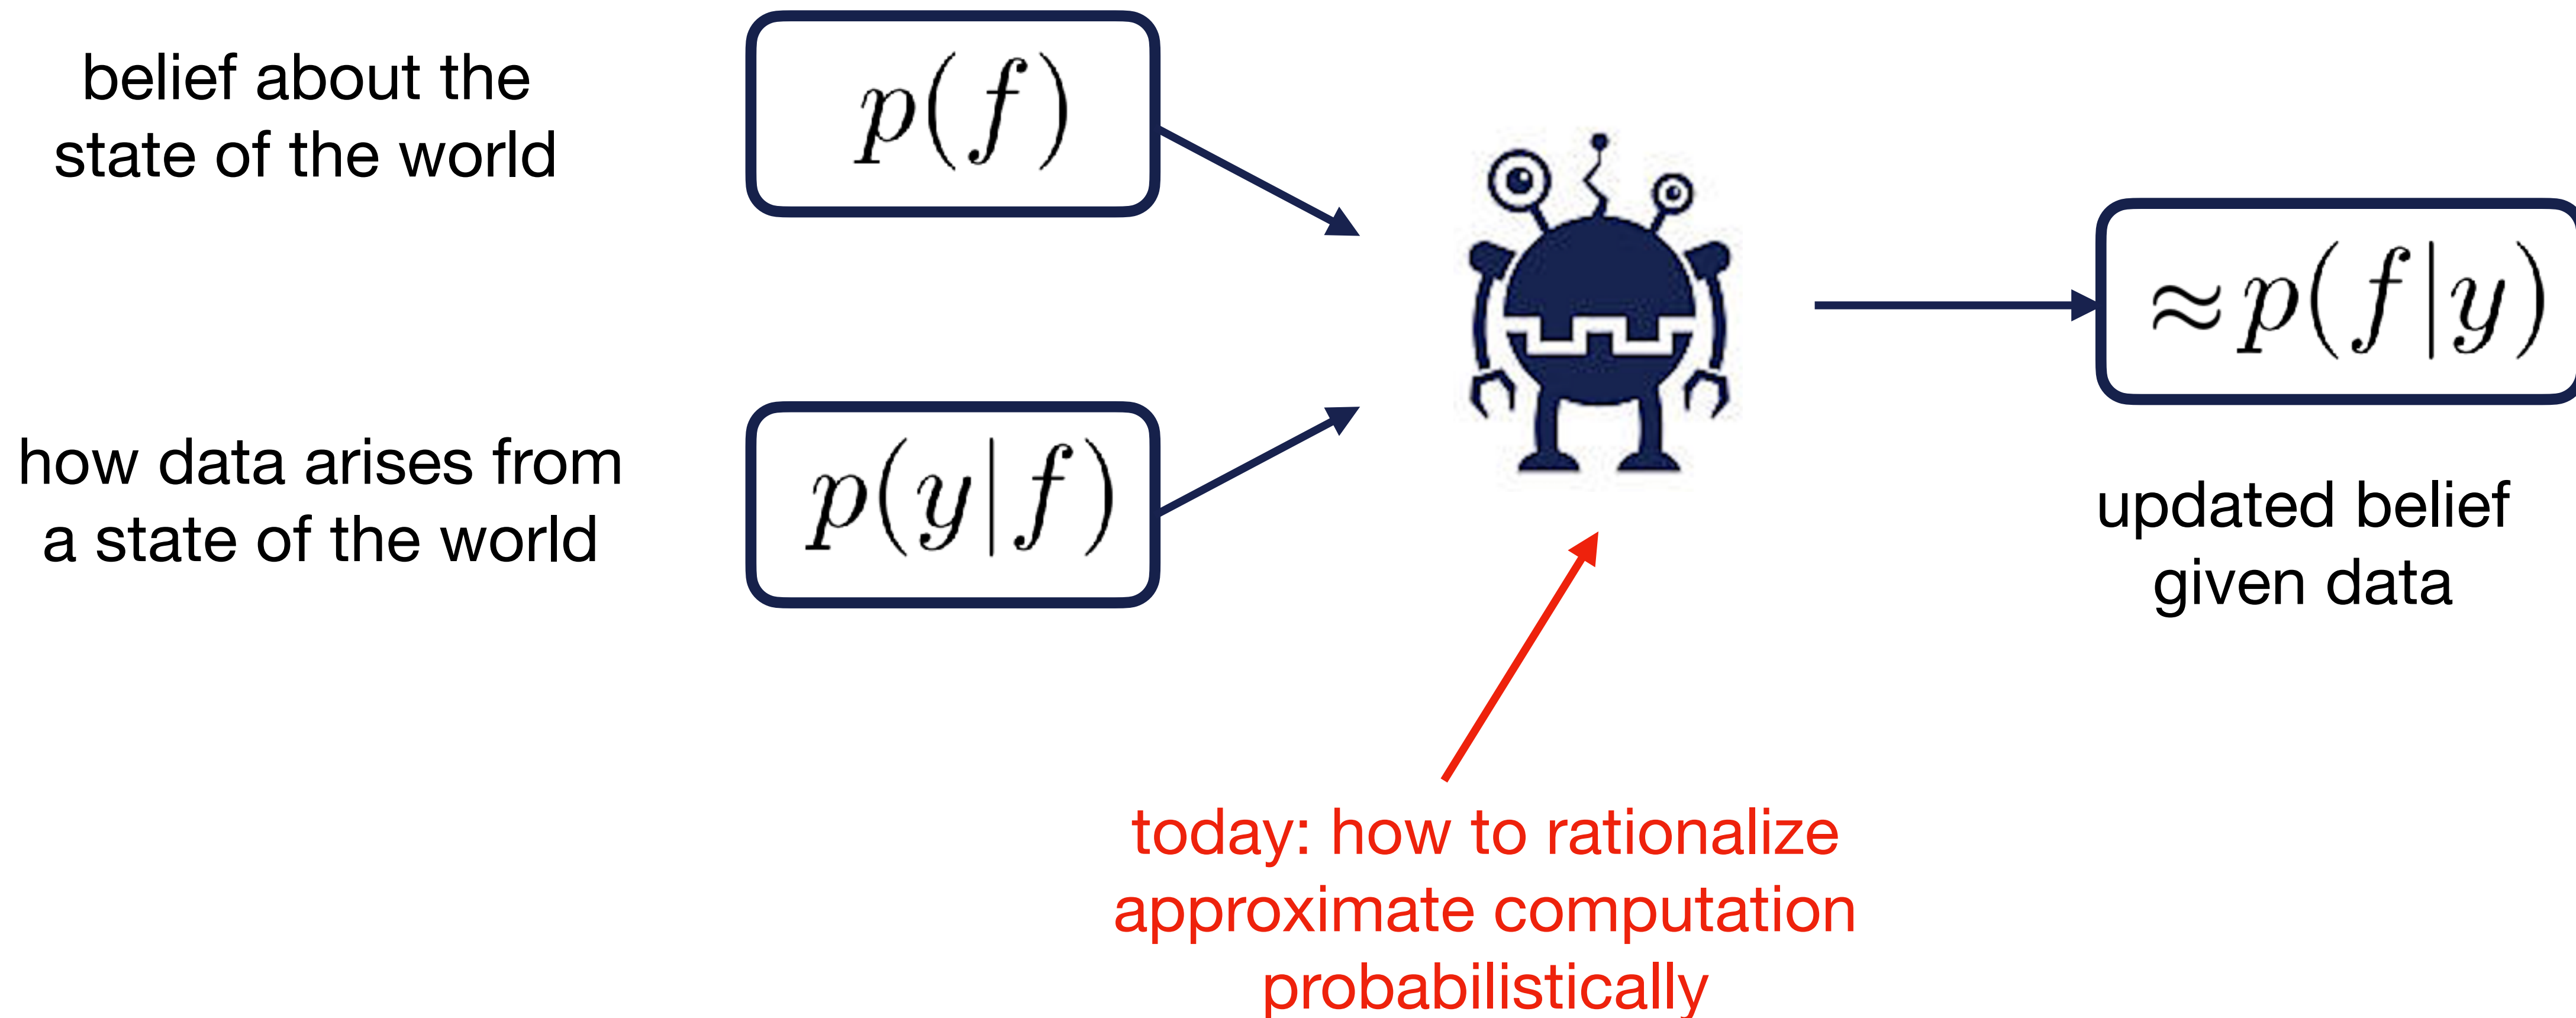 belief about the
state of the world
p(f)
how data arises from
a state of the world
p(y|f)
≈p(f|y)
updated belief
given data
today: how to rationalize
approximate computation
probabilistically